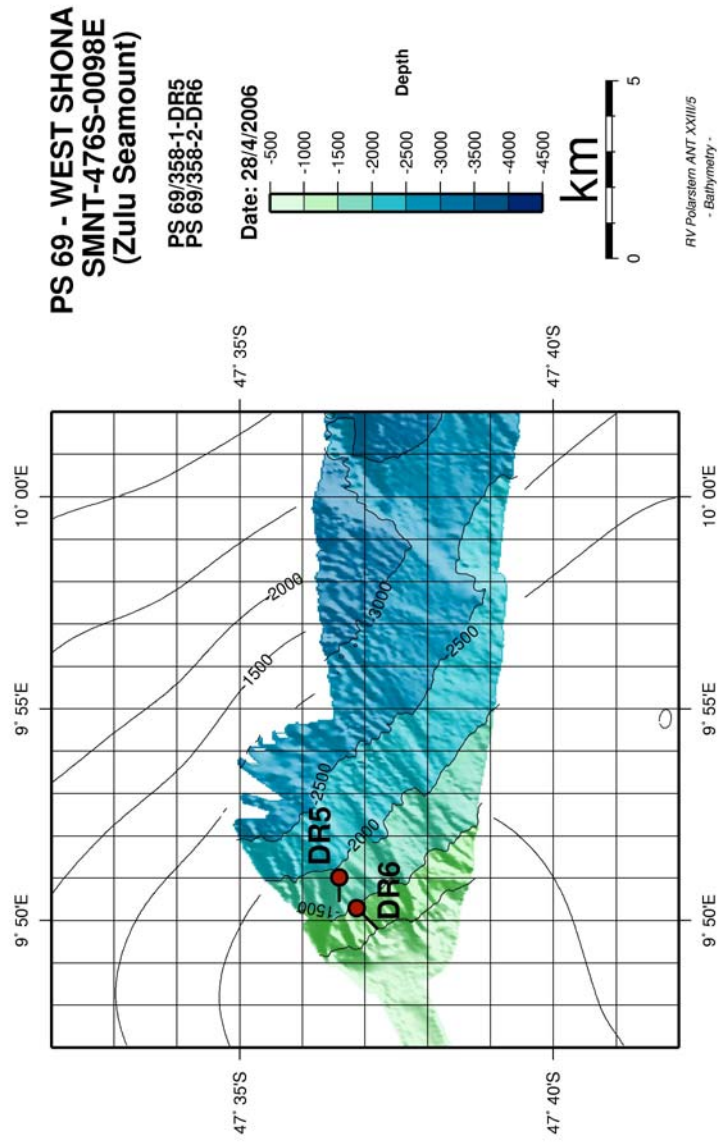 PS 69 - WEST SHONA
SMNT-476S-0098E
(Zulu Seamount)
PS 69/358-1-DR5
PS 69/358-2-DR6
Date: 28/4/2006
-500
-1000
-1500
-2000
-2500
-3000
-3500
-4000
-4500
Depth
km
0
5
RV Polarstern ANT XXIII/5
- Bathymetry -
9° 50'E
9° 55'E
10° 00'E
47° 35'S
47° 35'S
47° 40'S
47° 40'S
9° 50'E
9° 55'E
10° 00'E
-2000
-1500
-3000
-2500
-2500
-2000
-1500
DR5
DR6